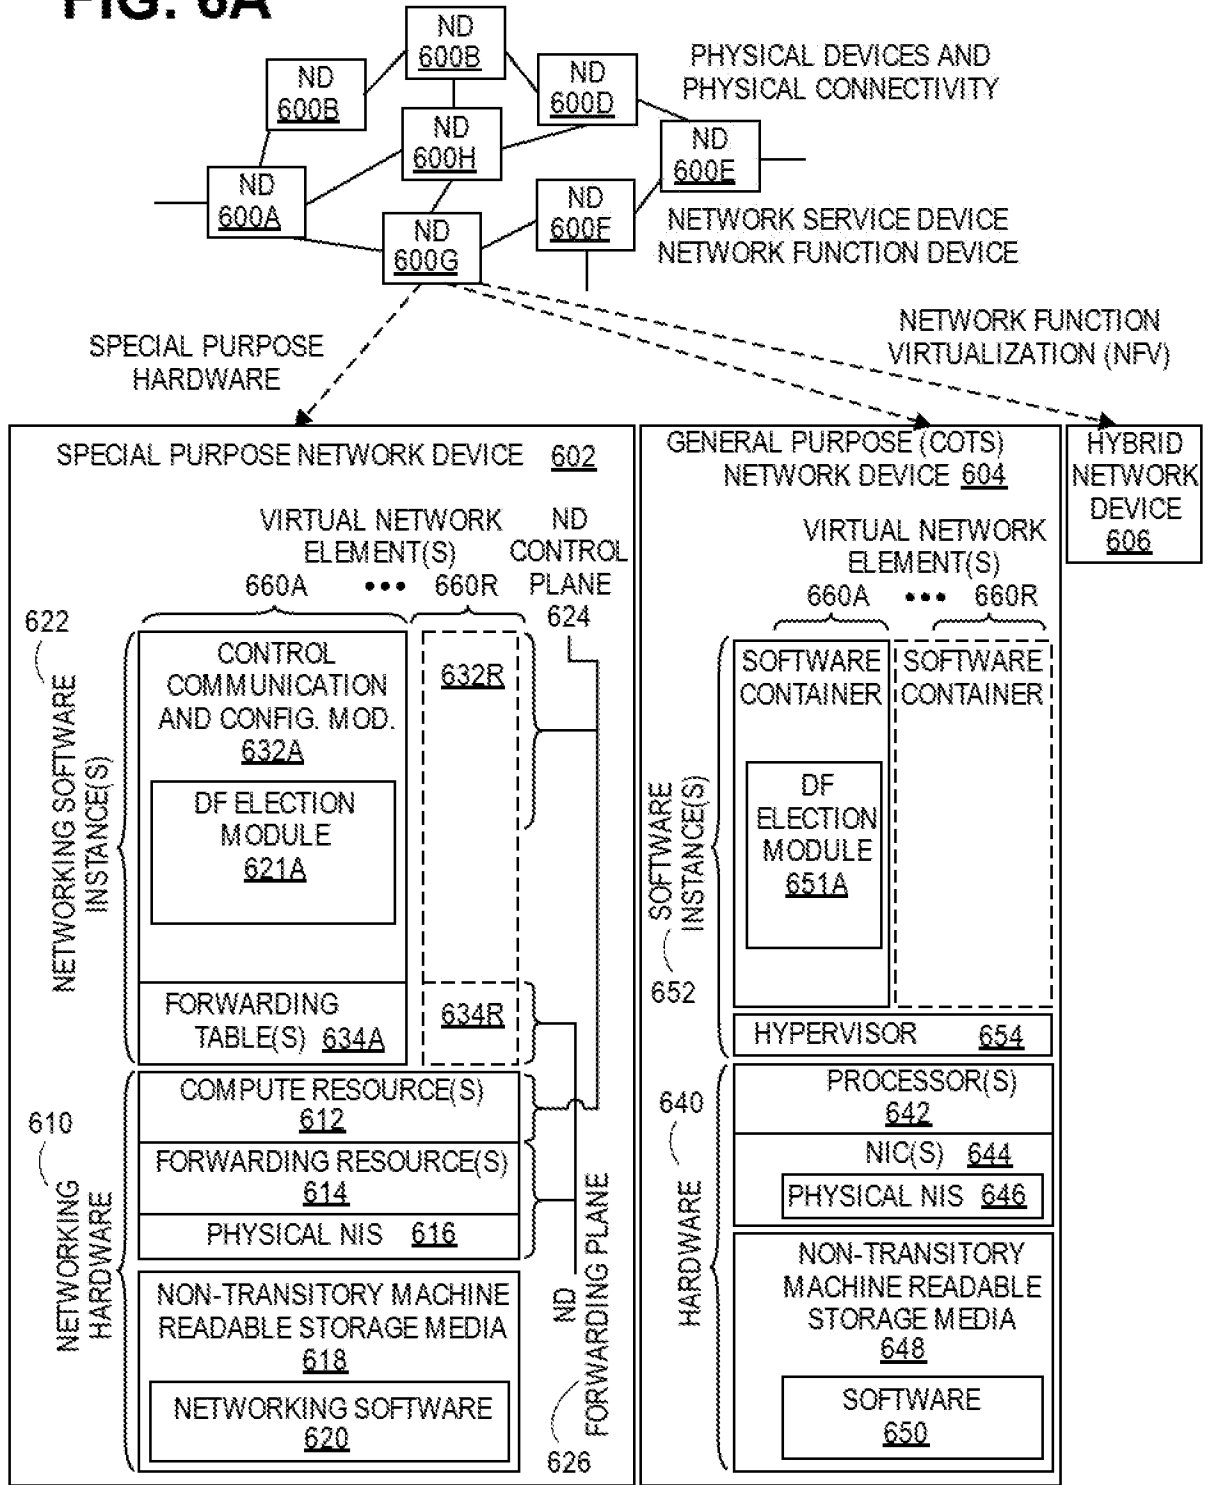 FIG. 6A
ND
600B
ND
600B
ND
600D
ND
600H
ND
600E
ND
600A
ND
600F
ND
600G
PHYSICAL DEVICES AND
PHYSICAL CONNECTIVITY
NETWORK SERVICE DEVICE
NETWORK FUNCTION DEVICE
SPECIAL PURPOSE
HARDWARE
NETWORK FUNCTION
VIRTUALIZATION (NFV)
SPECIAL PURPOSE NETWORK DEVICE 602
VIRTUAL NETWORK
ELEMENT(S)
660A ••• 660R
ND
CONTROL
PLANE
624
622
NETWORKING SOFTWARE
INSTANCE(S)
CONTROL
COMMUNICATION
AND CONFIG. MOD.
632A
632R
DF ELECTION
MODULE
621A
FORWARDING
TABLE(S) 634A
634R
610
NETWORKING
HARDWARE
COMPUTE RESOURCE(S)
612
FORWARDING RESOURCE(S)
614
PHYSICAL NIS 616
NON-TRANSITORY MACHINE
READABLE STORAGE MEDIA
618
NETWORKING SOFTWARE
620
ND
FORWARDING PLANE
626
GENERAL PURPOSE (COTS)
NETWORK DEVICE 604
VIRTUAL NETWORK
ELEMENT(S)
660A ••• 660R
SOFTWARE
INSTANCE(S)
652
SOFTWARE
CONTAINER
SOFTWARE
CONTAINER
DF
ELECTION
MODULE
651A
HYPERVISOR 654
640
HARDWARE
PROCESSOR(S)
642
NIC(S) 644
PHYSICAL NIS 646
NON-TRANSITORY
MACHINE READABLE
STORAGE MEDIA
648
SOFTWARE
650
HYBRID
NETWORK
DEVICE
606